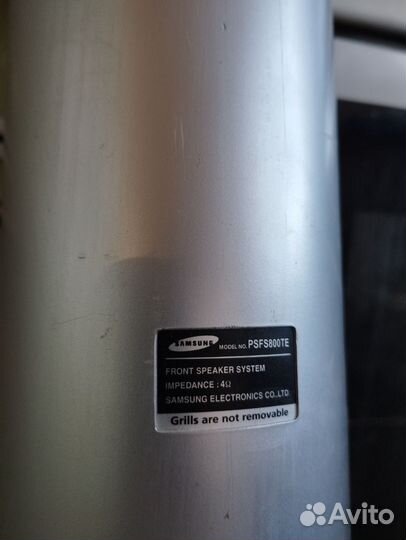 SAMSUNG MODEL NO. PSFS800TE
FRONT SPEAKER SYSTEM
IMPEDANCE : 4Ω
SAMSUNG ELECTRONICS CO.,LTD
Grills are not removable
Avito